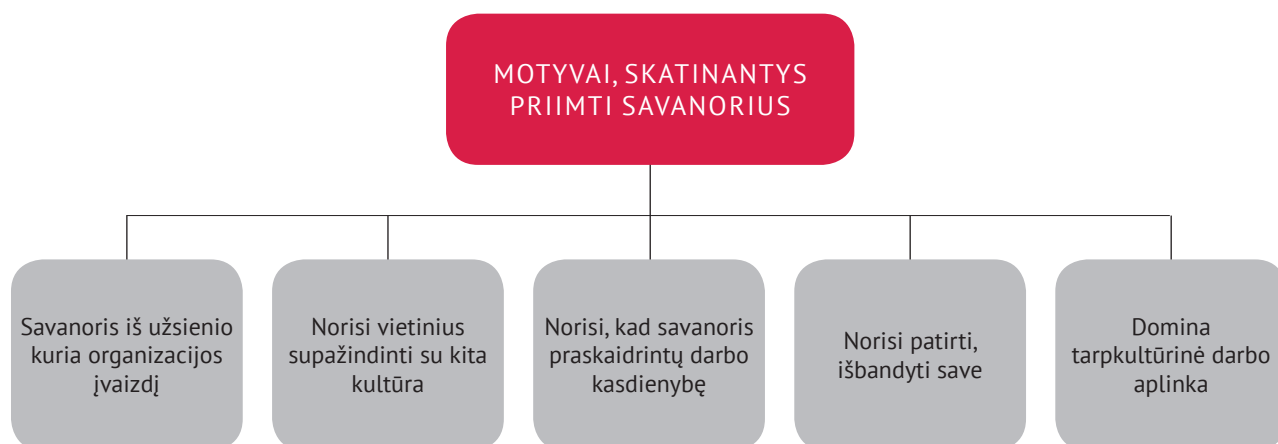 MOTYVAI, SKATINANTYS
PRIIMTI SAVANORIUS
Savanoris iš užsienio
kuria organizacijos
įvaizdį
Norisi vietinius
supažindinti su kita
kultūra
Norisi, kad savanoris
praskaidrintų darbo
kasdienybę
Norisi patirti,
išbandyti save
Domina
tarpkultūrinė darbo
aplinka